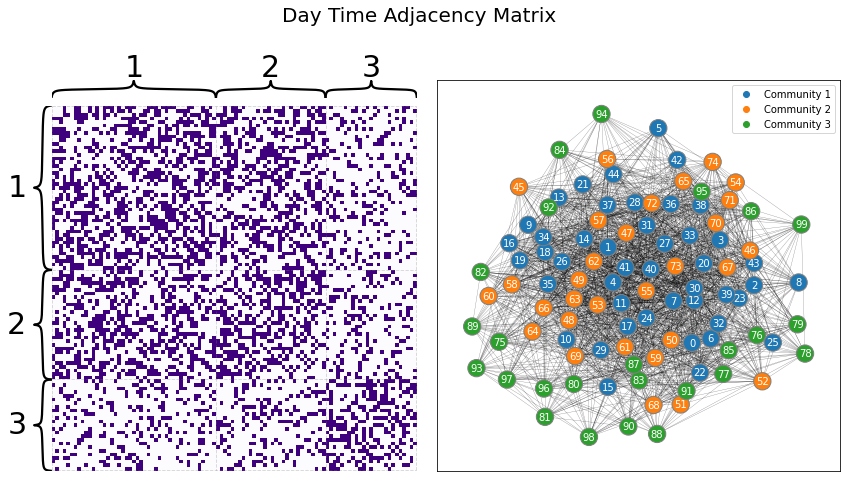 Day Time Adjacency Matrix
1 2 3
1
2
3
Community 1
Community 2
Community 3
94
5
84 56 42 74
44 21 65 54
45 13 95 71
92 37 28 72 36 38 86
9 57 31 70 99
16 34 14 1 47 27 33 3
19 18 26 62 20 46 43
82 41 40 73 67
58 35 49 4 30 2 8
60 66 63 53 11 55 7 12 39 23
89 64 48 17 24 32 79
75 10 29 61 50 0 6 76 25
69 59 85 78
93 87 22 77
97 96 80 15 83 91 52
81 68 51
98 90 88